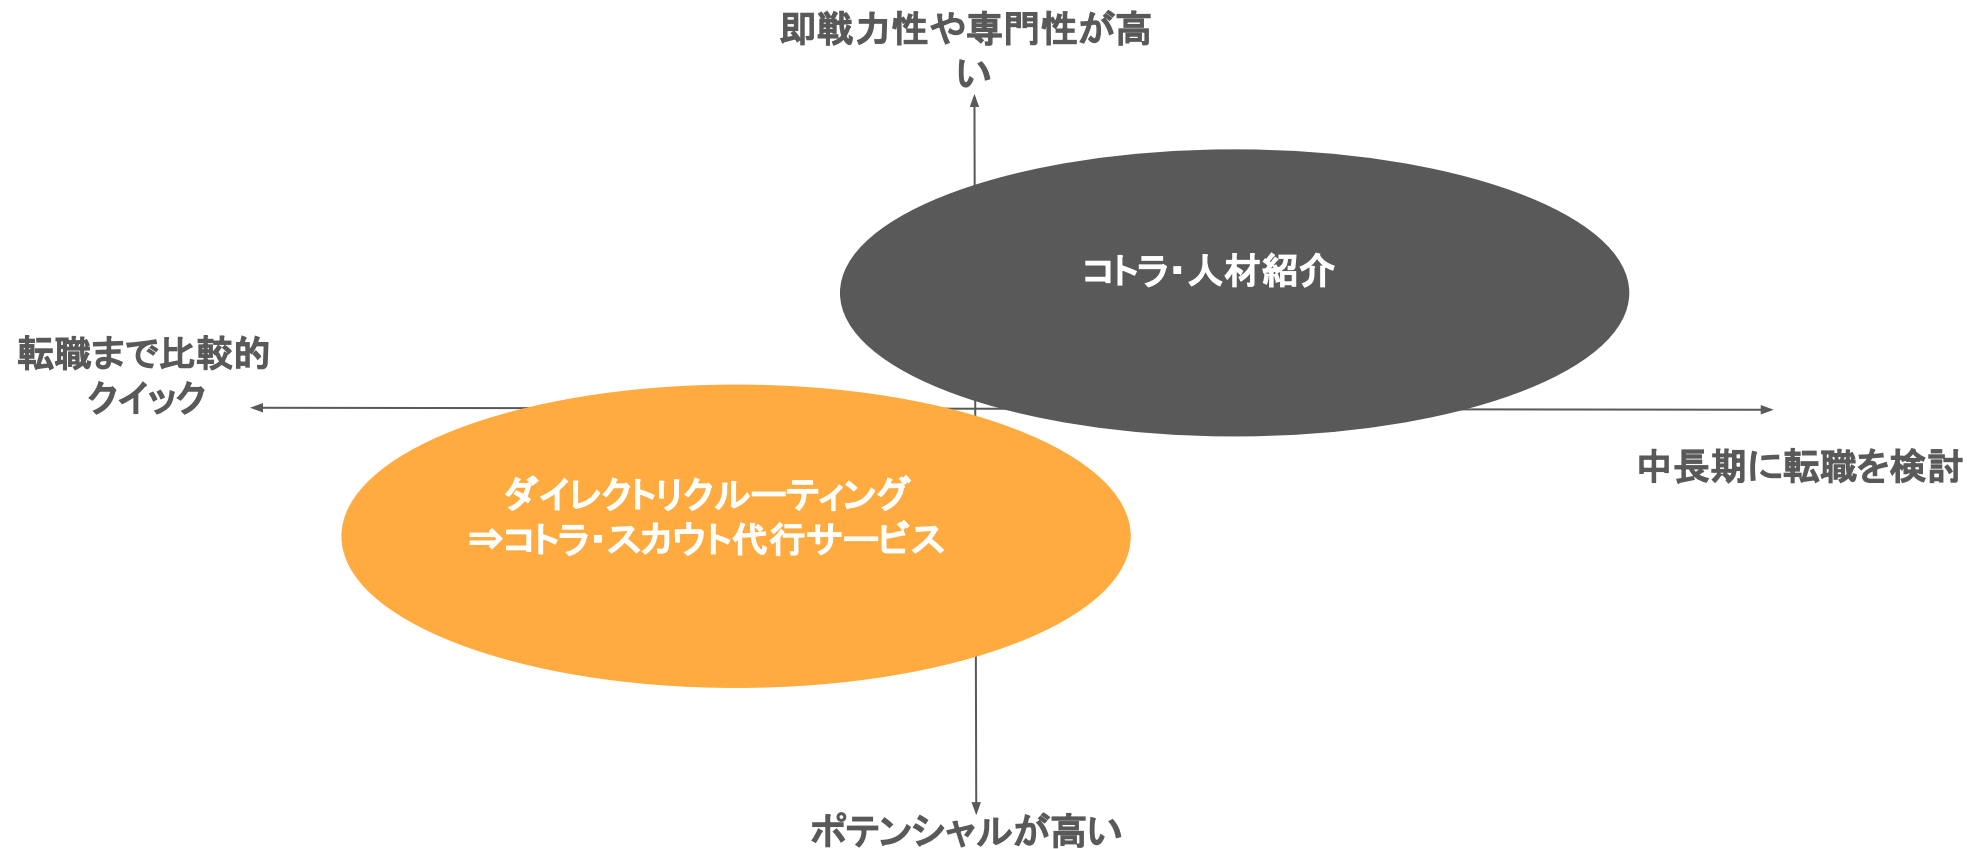 即戦力性や専門性が高
い
コトラ・人材紹介
転職まで比較的
クイック
中長期に転職を検討
ダイレクトリクルーティング
⇒コトラ・スカウト代行サービス
ポテンシャルが高い